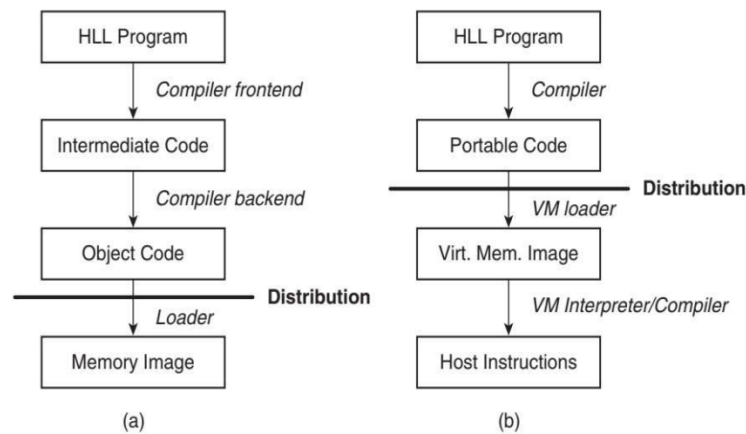 HLL Program
Compiler frontend
Intermediate Code
Compiler backend
Object Code
Distribution
Loader
Memory Image
(a)
HLL Program
Compiler
Portable Code
Distribution
VM loader
Virt. Mem. Image
VM Interpreter/Compiler
Host Instructions
(b)